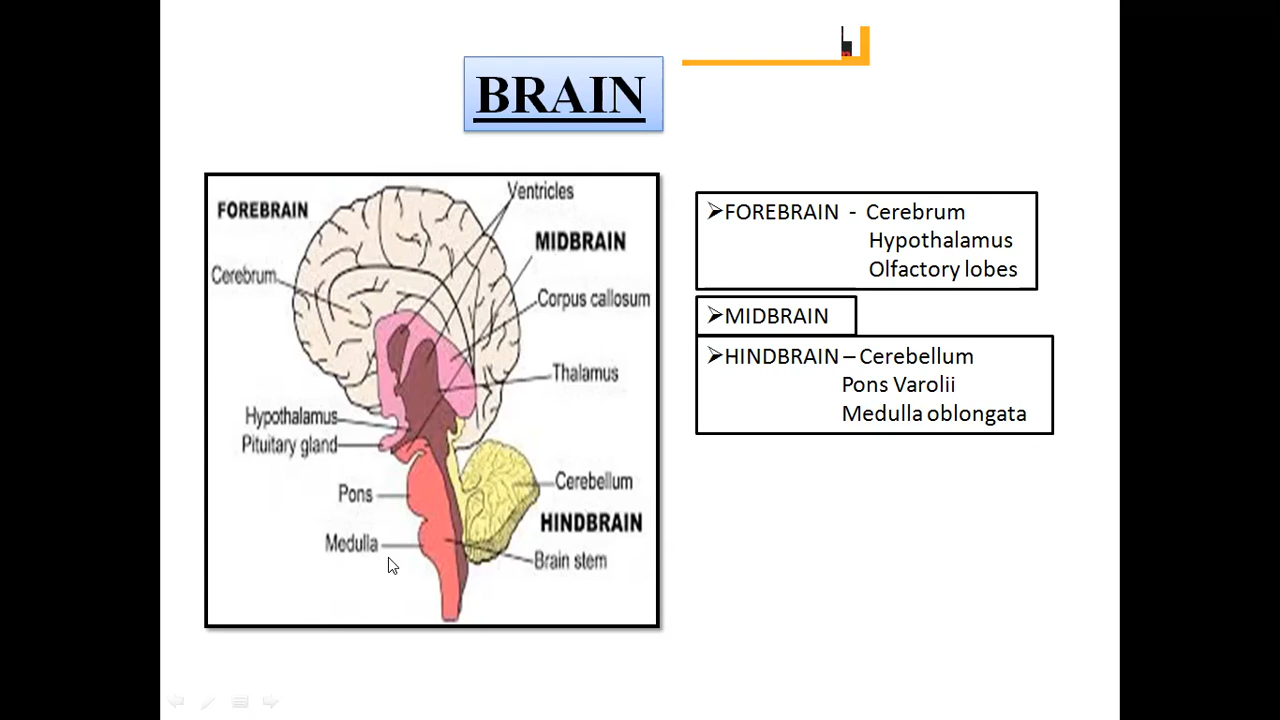 BRAIN
Ventricles
FOREBRAIN
MIDBRAIN
Cerebrum
Corpus callosum
Thalamus
Hypothalamus
Pituitary gland
Cerebellum
Pons
HINDBRAIN
Medulla
Brain stem
➢FOREBRAIN - Cerebrum
Hypothalamus
Olfactory lobes
➢MIDBRAIN
➢HINDBRAIN – Cerebellum
Pons Varolii
Medulla oblongata